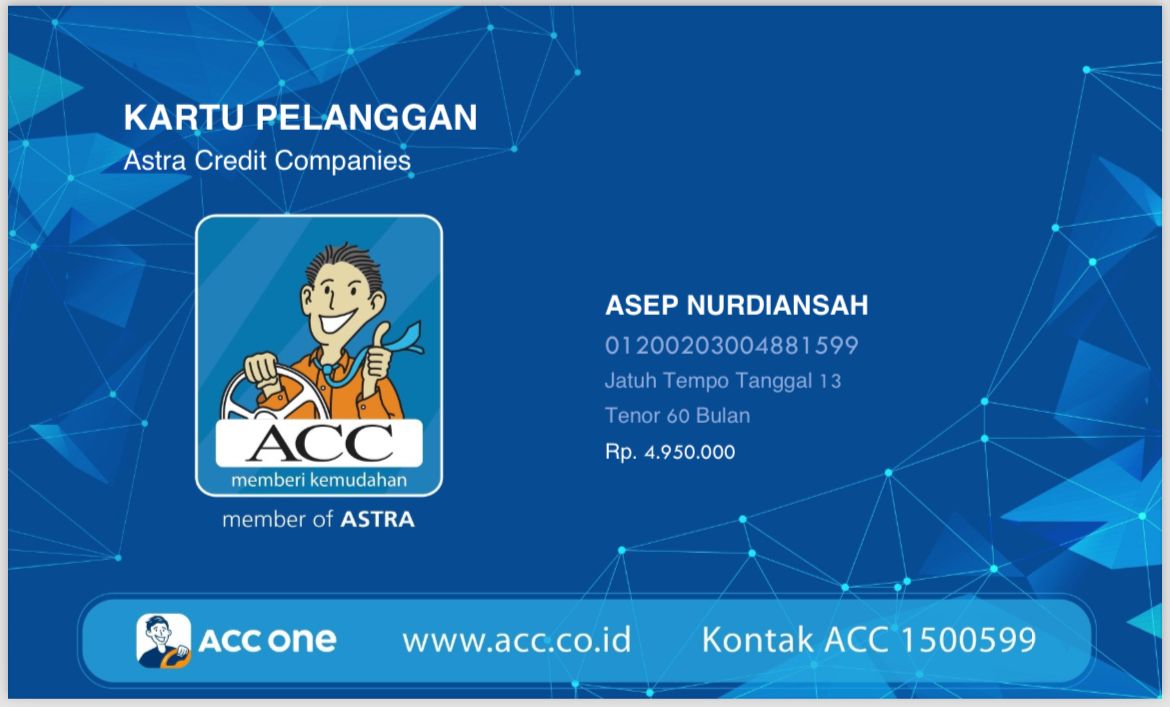 KARTU PELANGGAN
Astra Credit Companies
ACC
memberi kemudahan
member of ASTRA
ASEP NURDIANSAH
01200203004881599
Jatuh Tempo Tanggal 13
Tenor 60 Bulan
Rp. 4.950.000
ACC ONE www.acc.co.id Kontak ACC 1500599